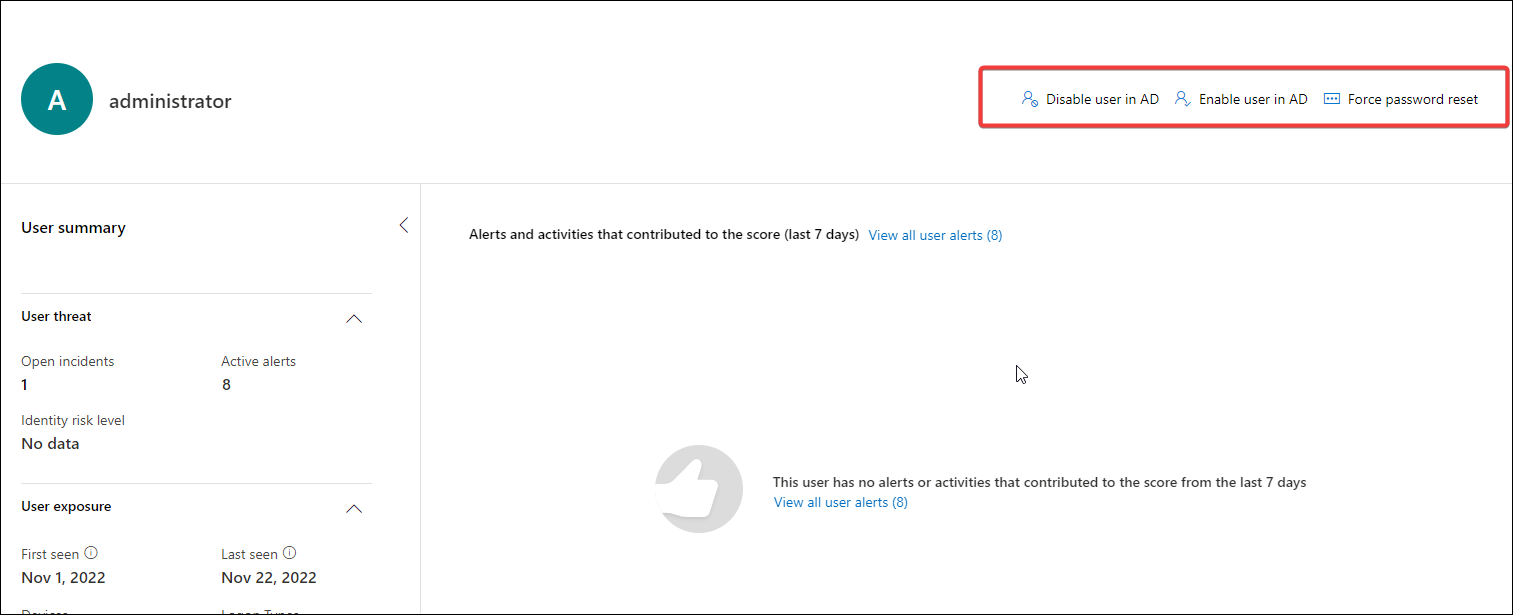 A
administrator
Disable user in AD Enable user in AD Force password reset
User summary
Alerts and activities that contributed to the score (last 7 days) View all user alerts (8)
User threat
Open incidents Active alerts
1 8
Identity risk level
No data
This user has no alerts or activities that contributed to the score from the last 7 days
View all user alerts (8)
User exposure
First seen Last seen
Nov 1, 2022 Nov 22, 2022
Devices Logon Types